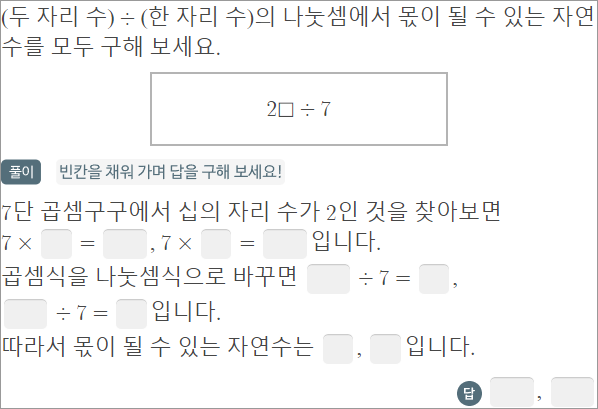 (두 자리 수) ÷ (한 자리 수)의 나눗셈에서 몫이 될 수 있는 자연
수를 모두 구해 보세요.
2□ ÷ 7
풀이 빈칸을 채워 가며 답을 구해 보세요!
7단 곱셈구구에서 십의 자리 수가 2인 것을 찾아보면
7 × = , 7 × = 입니다.
곱셈식을 나눗셈식으로 바꾸면 ÷ 7 = ,
÷ 7 = 입니다.
따라서 몫이 될 수 있는 자연수는 , 입니다.
답 ,